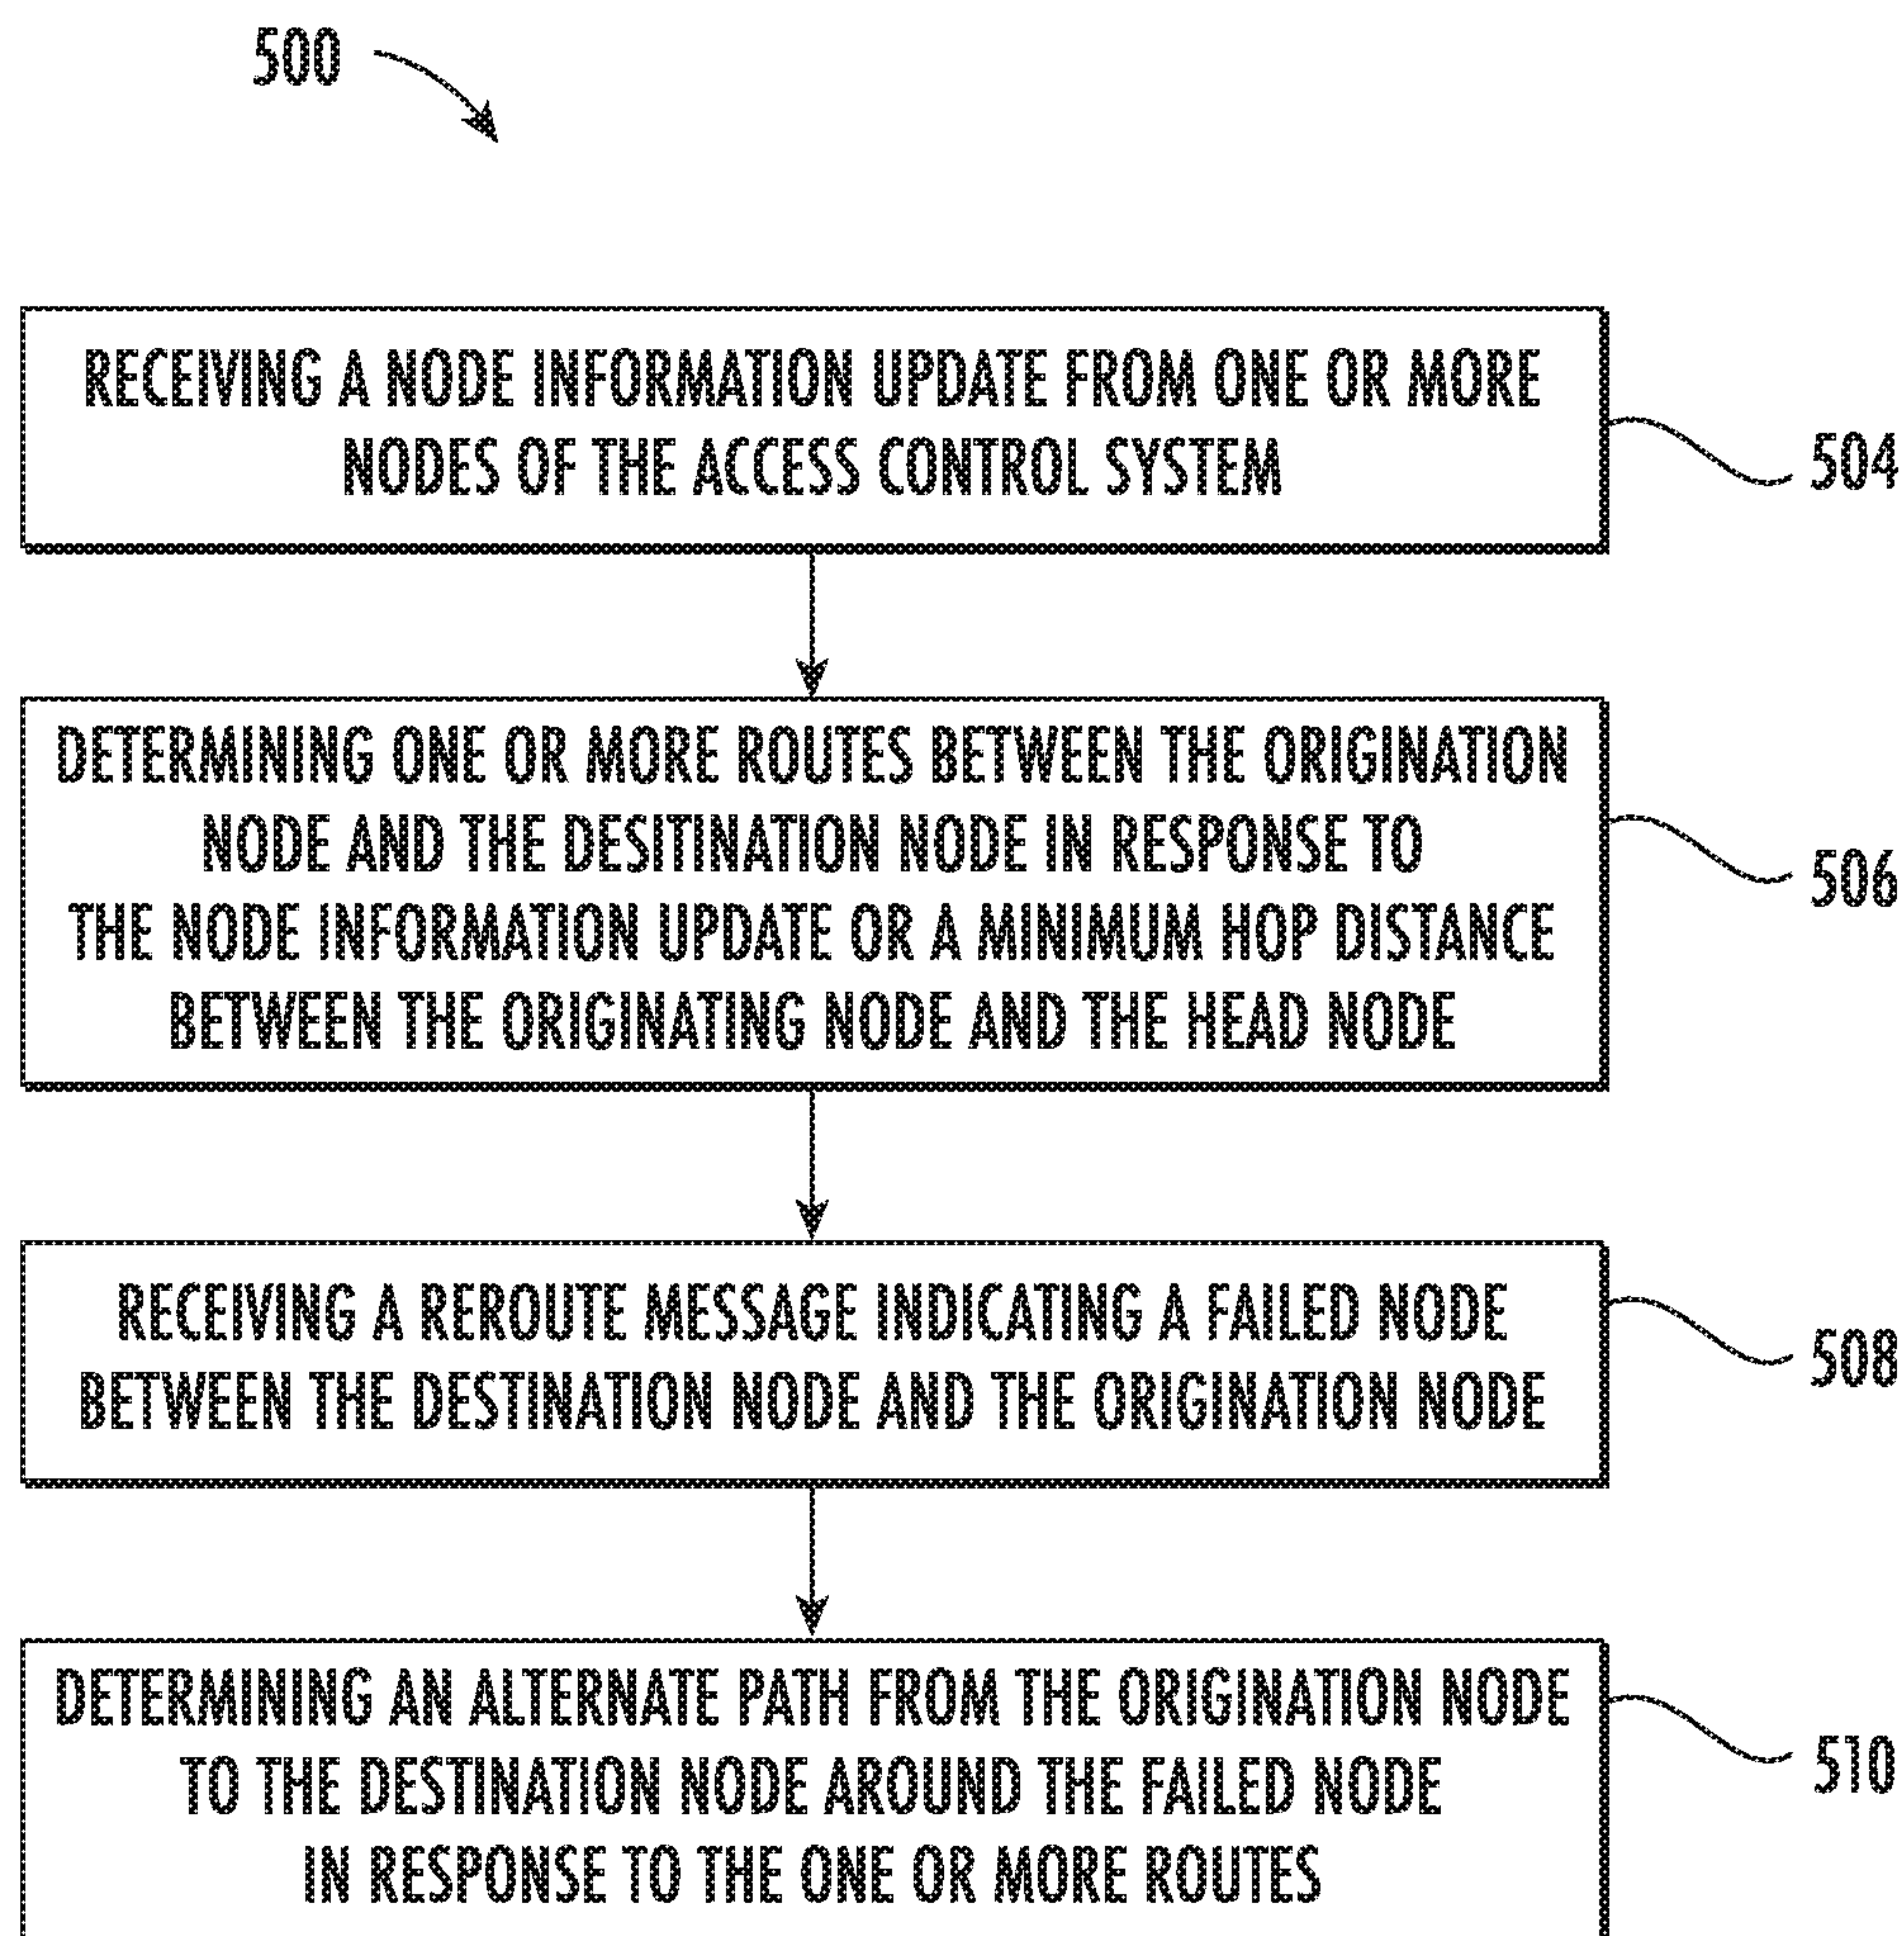 500
RECEIVING A NODE INFORMATION UPDATE FROM ONE OR MORE
NODES OF THE ACCESS CONTROL SYSTEM
504
DETERMINING ONE OR MORE ROUTES BETWEEN THE ORIGINATION
NODE AND THE DESITINATION NODE IN RESPONSE TO
THE NODE INFORMATION UPDATE OR A MINIMUM HOP DISTANCE
BETWEEN THE ORIGINATING NODE AND THE HEAD NODE
506
RECEIVING A REROUTE MESSAGE INDICATING A FAILED NODE
BETWEEN THE DESTINATION NODE AND THE ORIGINATION NODE
508
DETERMINING AN ALTERNATE PATH FROM THE ORIGINATION NODE
TO THE DESTINATION NODE AROUND THE FAILED NODE
IN RESPONSE TO THE ONE OR MORE ROUTES
510